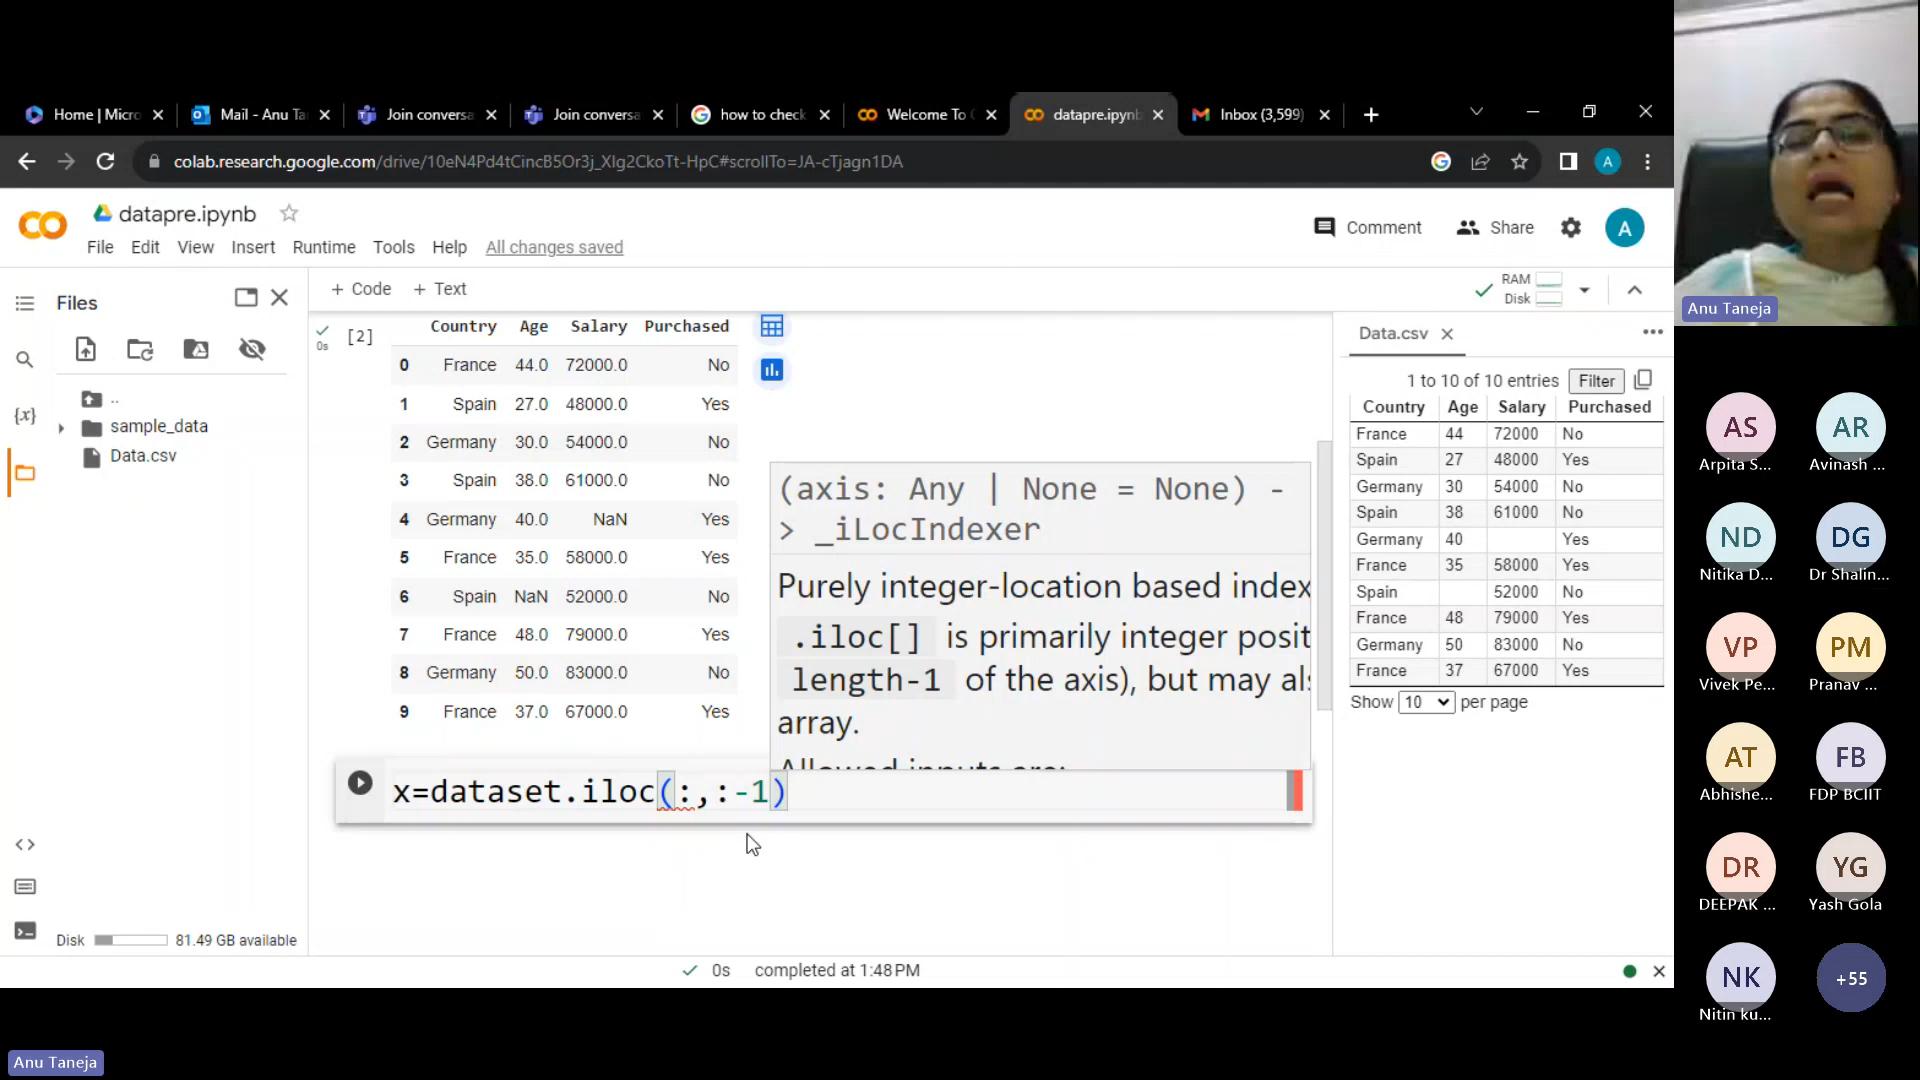 Home | Micro
Mail - Anu Ta
Join conversa
Join conversa
how to check
Welcome To C
datapre.ipynb
Inbox (3,599)
colab.research.google.com/drive/10eN4Pd4tCincB5Or3j_XIg2CkoTt-HpC#scrollTo=JA-cTjagn1DA
A
datapre.ipynb
File Edit View Insert Runtime Tools Help All changes saved
Comment
Share
A
Files
+ Code + Text
RAM
Disk
{x}
..
sample_data
Data.csv
Disk 81.49 GB available
0s
[2]
Country Age Salary Purchased
0 France 44.0 72000.0 No
1 Spain 27.0 48000.0 Yes
2 Germany 30.0 54000.0 No
3 Spain 38.0 61000.0 No
4 Germany 40.0 NaN Yes
5 France 35.0 58000.0 Yes
6 Spain NaN 52000.0 No
7 France 48.0 79000.0 Yes
8 Germany 50.0 83000.0 No
9 France 37.0 67000.0 Yes
(axis: Any | None = None) -
> _iLocIndexer
Purely integer-location based index
.iloc[] is primarily integer posit
length-1 of the axis), but may als
array.
Allowed inputs are:
x=dataset.iloc(:,:-1)
0s completed at 1:48 PM
Data.csv
1 to 10 of 10 entries Filter
Country Age Salary Purchased
France 44 72000 No
Spain 27 48000 Yes
Germany 30 54000 No
Spain 38 61000 No
Germany 40 Yes
France 35 58000 Yes
Spain 52000 No
France 48 79000 Yes
Germany 50 83000 No
France 37 67000 Yes
Show 10 per page
Anu Taneja
AS
Arpita S...
AR
Avinash ...
ND
Nitika D...
DG
Dr Shalin...
VP
Vivek Pe...
PM
Pranav ...
AT
Abhishe...
FB
FDP BCIIT
DR
DEEPAK ...
YG
Yash Gola
NK
Nitin ku...
+55
Anu Taneja